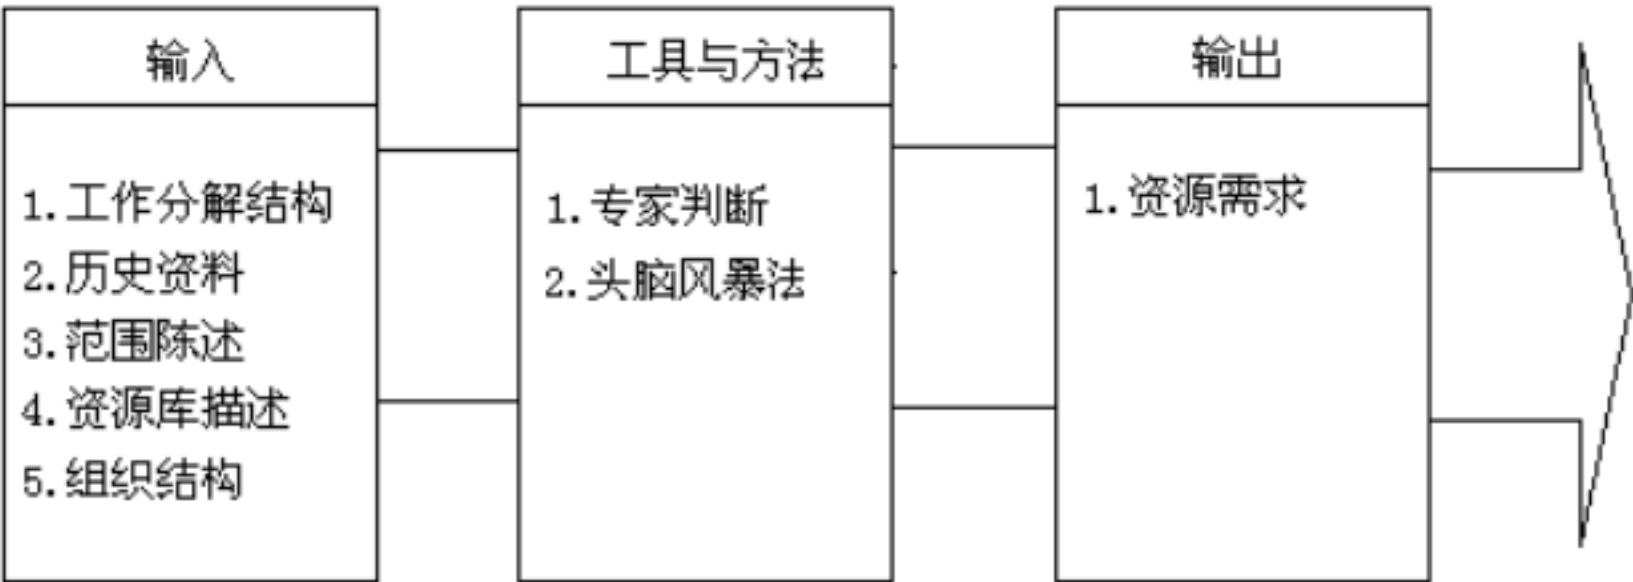 输入
1.工作分解结构
2.历史资料
3.范围陈述
4.资源库描述
5.组织结构
工具与方法
1.专家判断
2.头脑风暴法
输出
1.资源需求